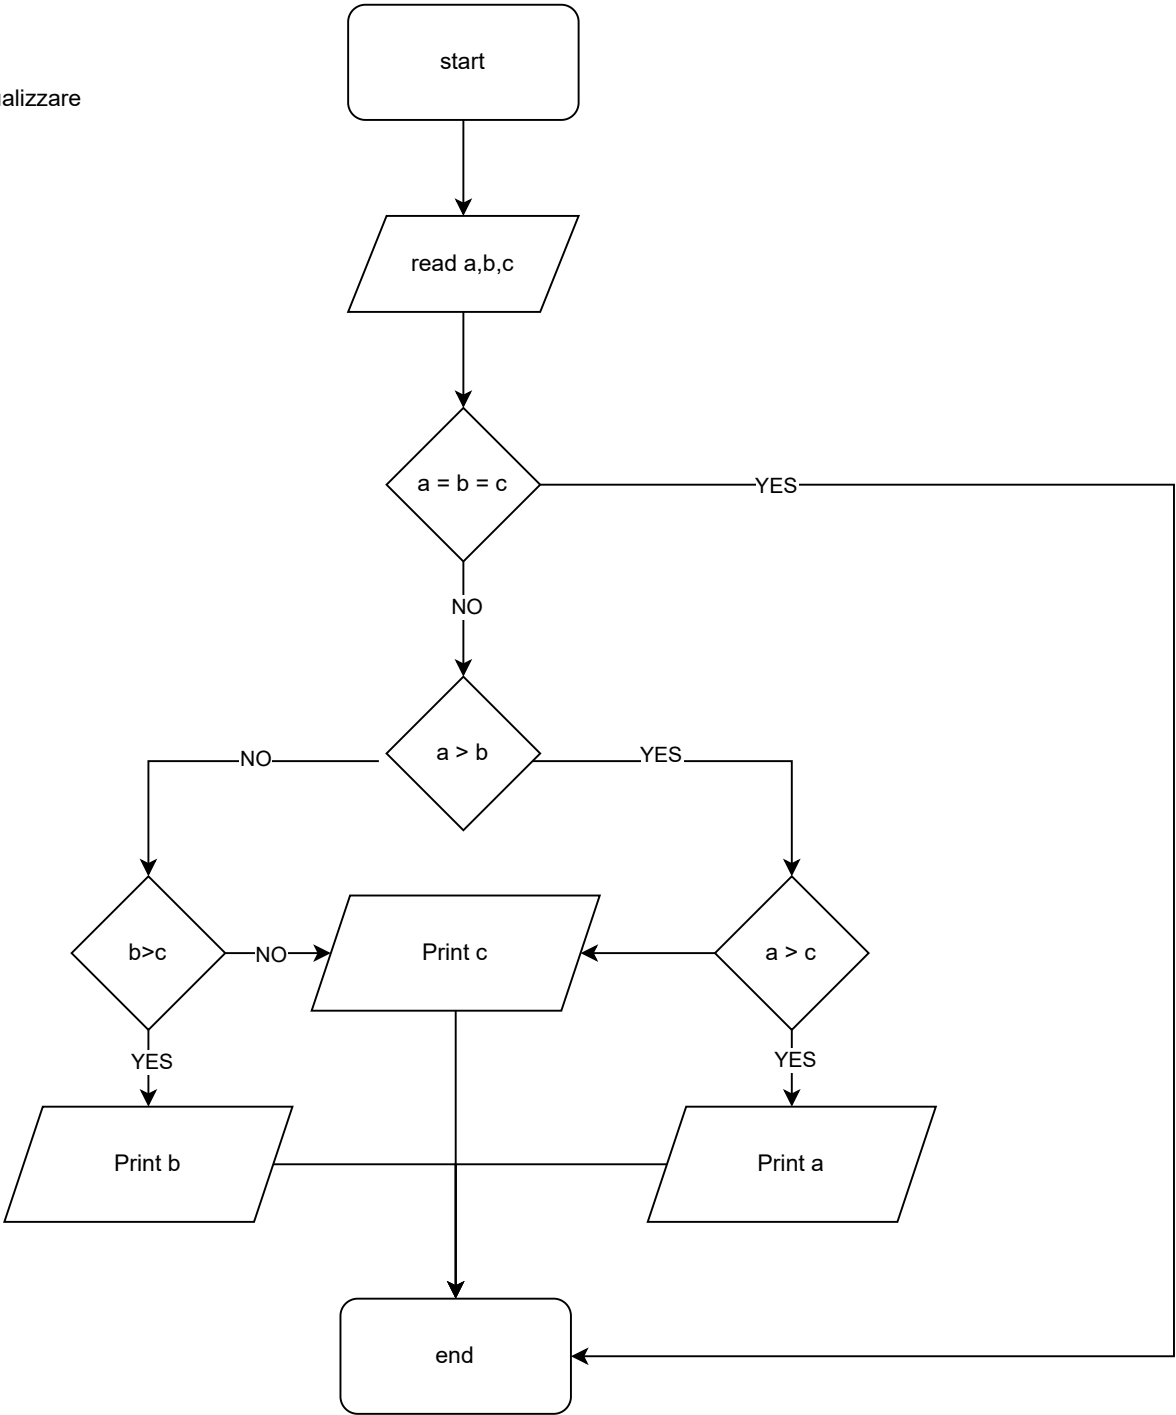 start
alizzare
read a,b,c
a = b = c
YES
NO
a > b
NO
YES
b>c
NO
Print c
a > c
YES
YES
Print b
Print a
end